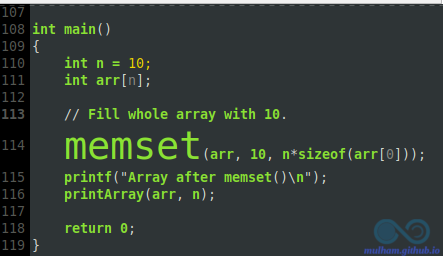 107
108 int main()
109 {
110 int n = 10;
111 int arr[n];
112
113 // Fill whole array with 10.
114 memset(arr, 10, n*sizeof(arr[0]));
115 printf("Array after memset()\n");
116 printArray(arr, n);
117
118 return 0;
119 }
mulham.github.io